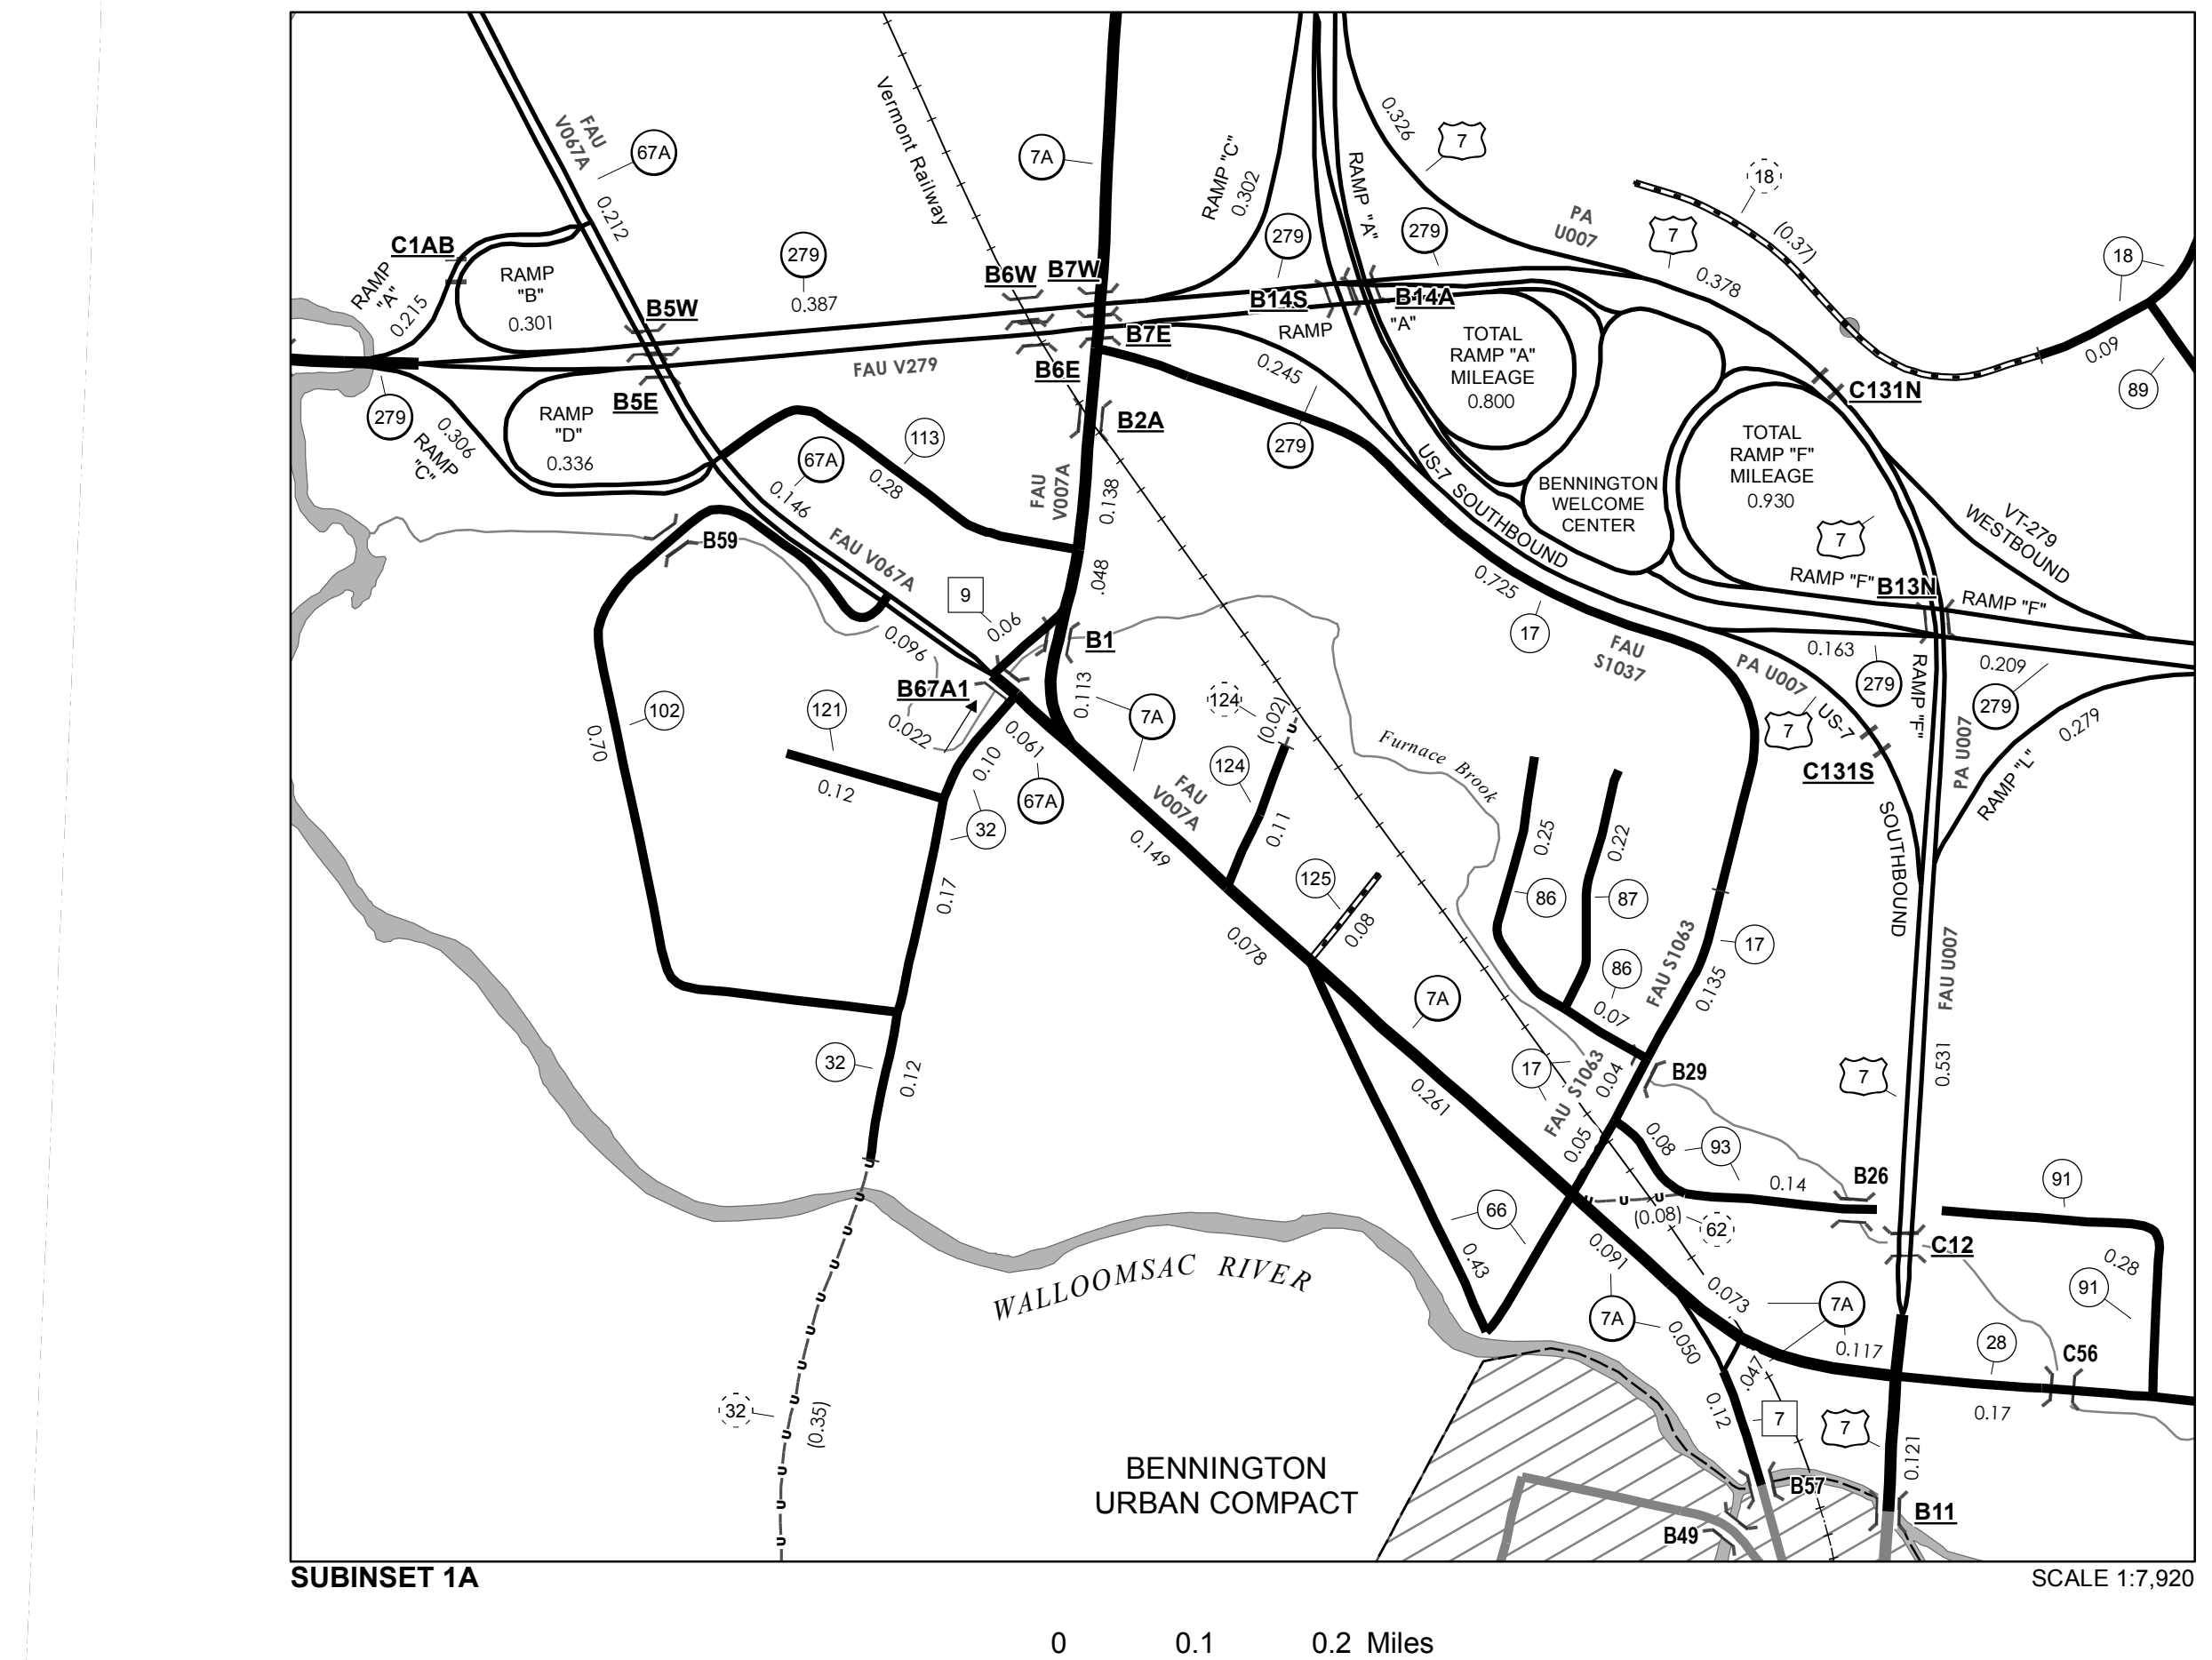 FAU
V067A
67A
0.212
Vermont Railway
7A
RAMP "C"
0.302
RAMP "A"
0.326
7
279
279
PA
U007
7
0.378
18
(0.37)
18
0.09
89
C1AB
RAMP
"A"
0.215
RAMP
"B"
0.301
B5W
279
0.387
B6W
B7W
B14S
B14A
RAMP
"A"
B7E
B6E
FAU V279
B5E
279
0.306
RAMP
"C"
RAMP
"D"
0.336
67A
0.146
113
0.28
B2A
FAU
V007A
0.138
0.245
279
TOTAL
RAMP "A"
MILEAGE
0.800
C131N
TOTAL
RAMP "F"
MILEAGE
0.930
BENNINGTON
WELCOME
CENTER
US-7 SOUTHBOUND
7
VT-279
WESTBOUND
RAMP "F"
B13N
RAMP "F"
B59
FAU V067A
.048
9
0.06
0.096
B1
0.725
17
FAU
S1037
PA U007
0.163
279
RAMP "F"
0.209
279
B67A1
0.022
0.113
7A
124
(0.02)
Furnace Brook
7
US-7
C131S
SOUTHBOUND
PA U007
RAMP "L"
0.279
102
0.70
121
0.12
0.10
0.061
67A
32
FAU
V007A
124
0.11
0.149
0.25
0.22
86
87
0.17
125
0.08
0.078
86
0.07
FAU S1063
17
0.135
FAU U007
7A
32
0.12
0.261
17
FAU S1063
0.04
B29
7
0.531
0.05
0.08
93
0.14
B26
91
66
0.43
(0.08)
62
C12
0.28
91
WALLOOMSAC RIVER
0.091
0.073
7A
7A
0.050
.047
0.117
28
C56
0.17
32
(0.35)
0.12
7
7
0.121
BENNINGTON
URBAN COMPACT
B57
B49
B11
SUBINSET 1A
SCALE 1:7,920
0 0.1 0.2 Miles